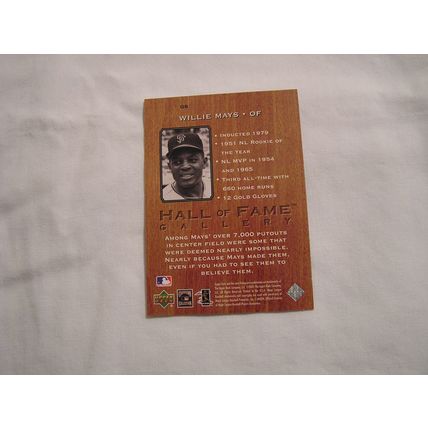 G8
WILLIE MAYS • OF
• INDUCTED 1979
• 1951 NL ROOKIE OF
THE YEAR
• NL MVP IN 1954
AND 1965
• THIRD ALL-TIME WITH
660 HOME RUNS
• 12 GOLD GLOVES
HALL OF FAME™
GALLERY
AMONG MAYS' OVER 7,000 PUTOUTS
IN CENTER FIELD WERE SOME THAT
WERE DEEMED NEARLY IMPOSSIBLE.
NEARLY BECAUSE MAYS MADE THEM,
EVEN IF YOU HAD TO SEE THEM TO
BELIEVE THEM.